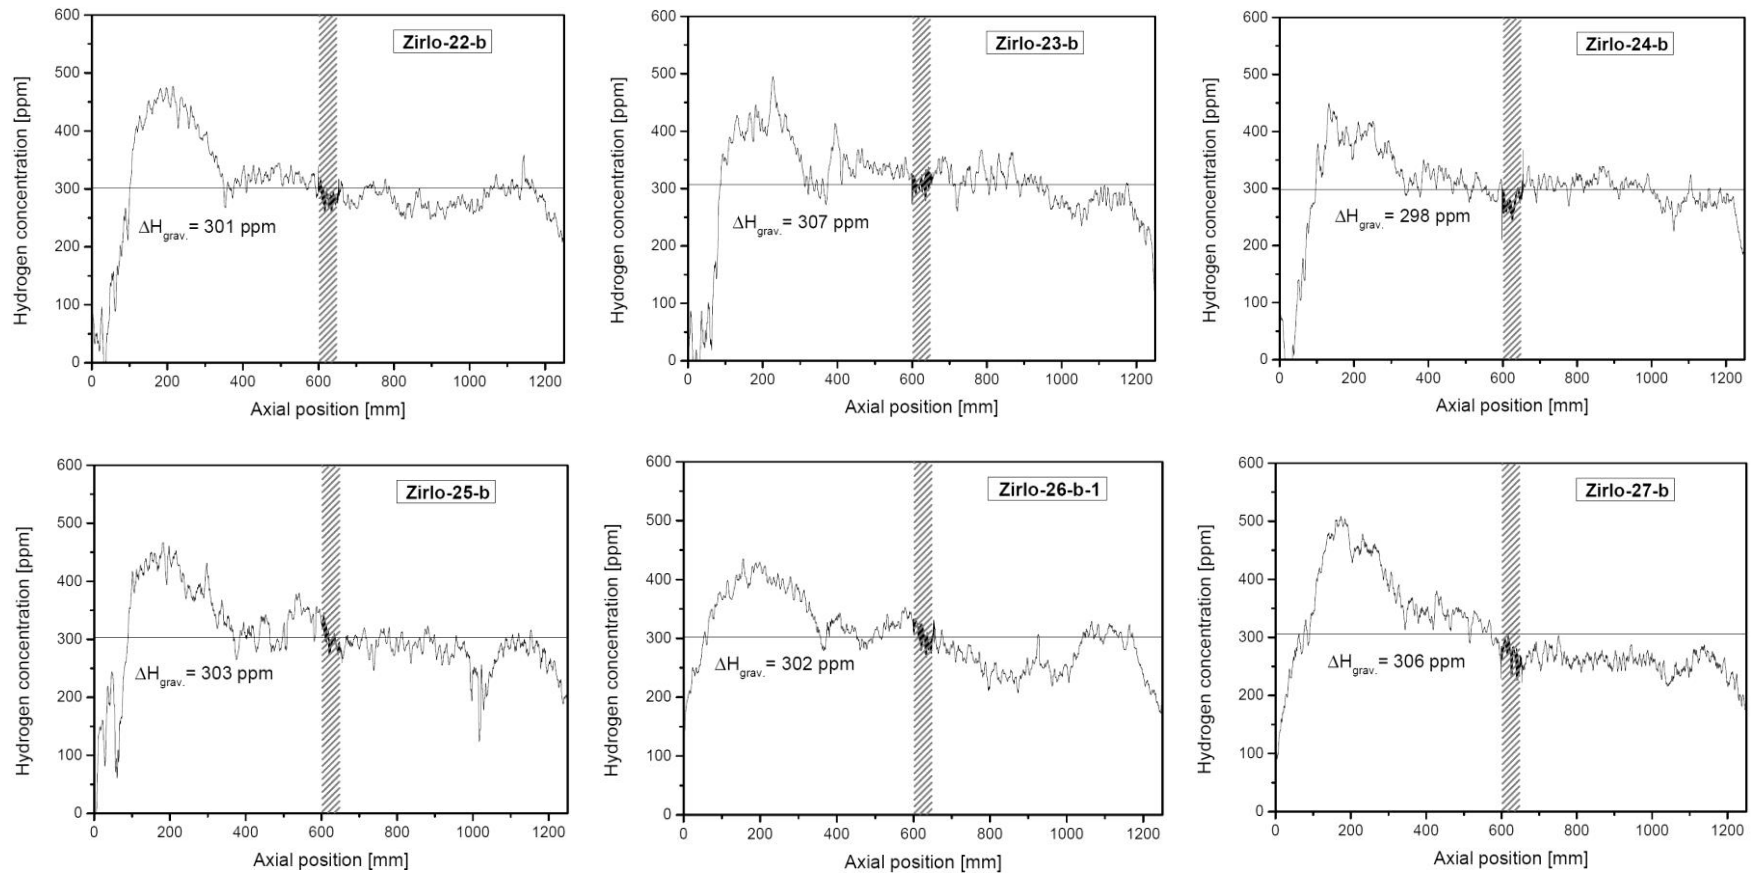 Zirlo-22-b
Hydrogen concentration [ppm]
600
500
400
300
200
100
0
ΔHgrav.= 301 ppm
0 200 400 600 800 1000 1200
Axial position [mm]
Zirlo-23-b
Hydrogen concentration [ppm]
600
500
400
300
200
100
0
ΔHgrav.= 307 ppm
0 200 400 600 800 1000 1200
Axial position [mm]
Zirlo-24-b
Hydrogen concentration [ppm]
600
500
400
300
200
100
0
ΔHgrav.= 298 ppm
0 200 400 600 800 1000 1200
Axial position [mm]
Zirlo-25-b
Hydrogen concentration [ppm]
600
500
400
300
200
100
0
ΔHgrav.= 303 ppm
0 200 400 600 800 1000 1200
Axial position [mm]
Zirlo-26-b-1
Hydrogen concentration [ppm]
600
500
400
300
200
100
0
ΔHgrav.= 302 ppm
0 200 400 600 800 1000 1200
Axial position [mm]
Zirlo-27-b
Hydrogen concentration [ppm]
600
500
400
300
200
100
0
ΔHgrav.= 306 ppm
0 200 400 600 800 1000 1200
Axial position [mm]